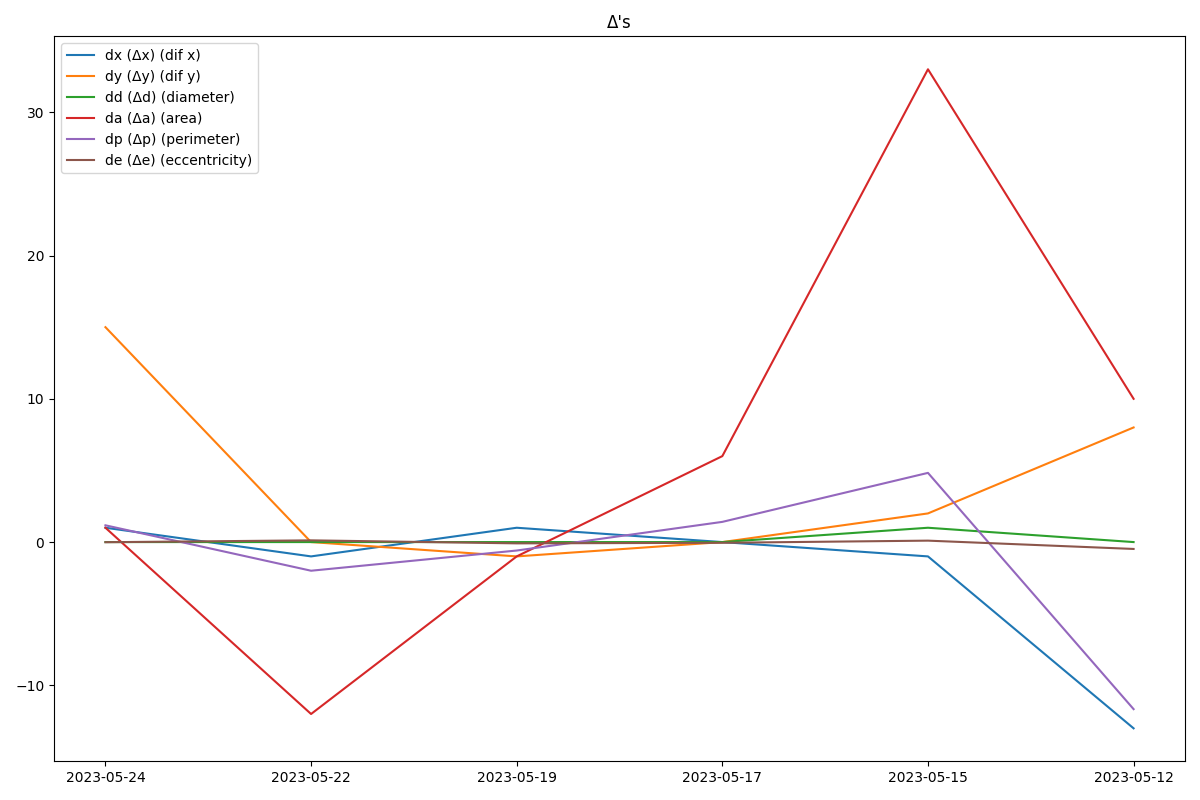 Δ's
dx (Δx) (dif x)
dy (Δy) (dif y)
dd (Δd) (diameter)
da (Δa) (area)
dp (Δp) (perimeter)
de (Δe) (eccentricity)
30
20
10
0
−10
2023-05-24 2023-05-22 2023-05-19 2023-05-17 2023-05-15 2023-05-12